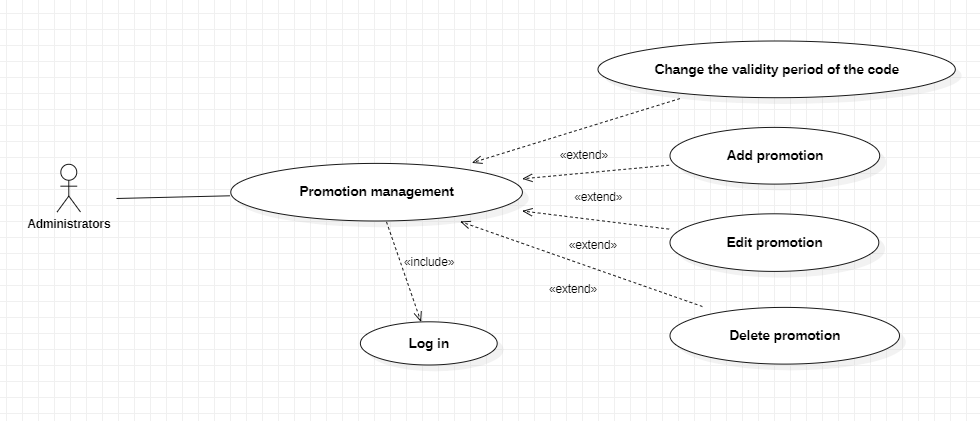 Change the validity period of the code
«extend»
Add promotion
Promotion management
«extend»
Administrators
Edit promotion
«extend»
«include»
«extend»
Delete promotion
Log in